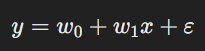 y = w₀ + w₁x + ε